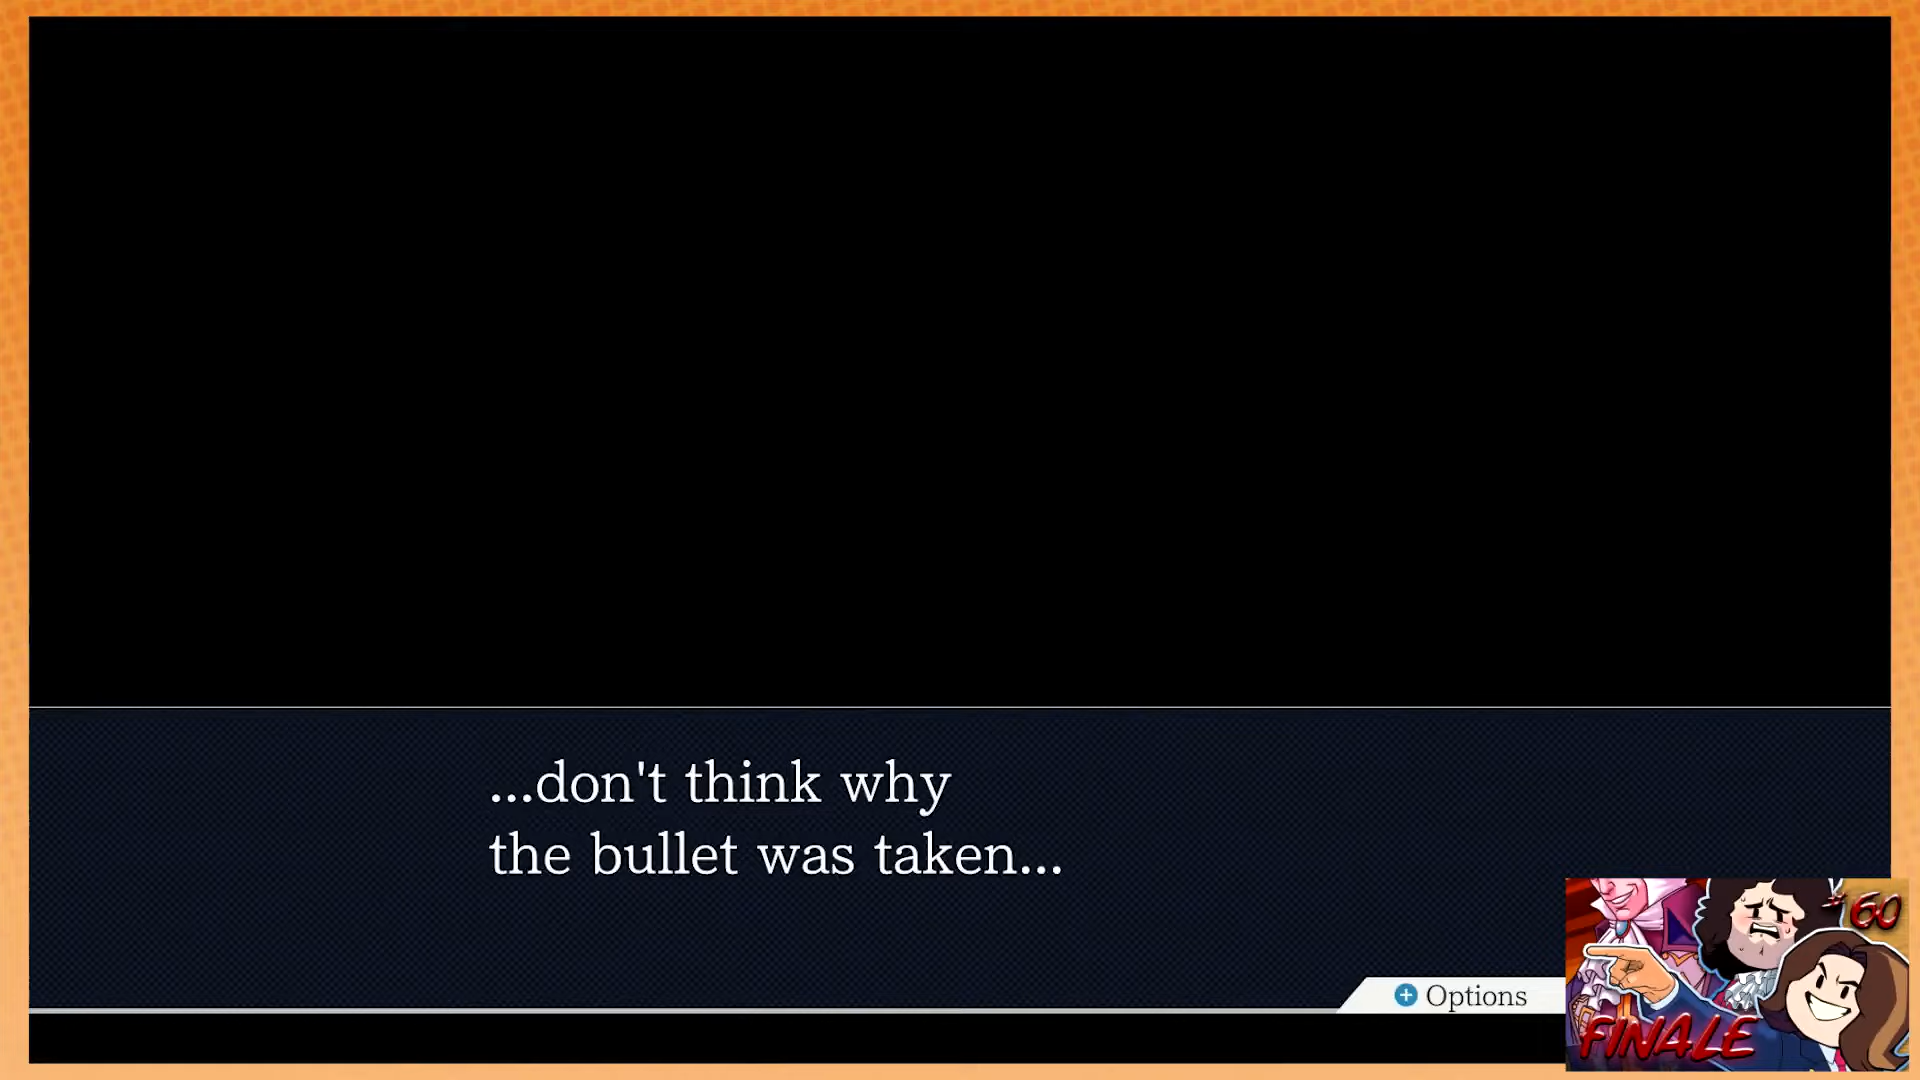 ...don't think why
the bullet was taken...
+ Options
#60
FINALE